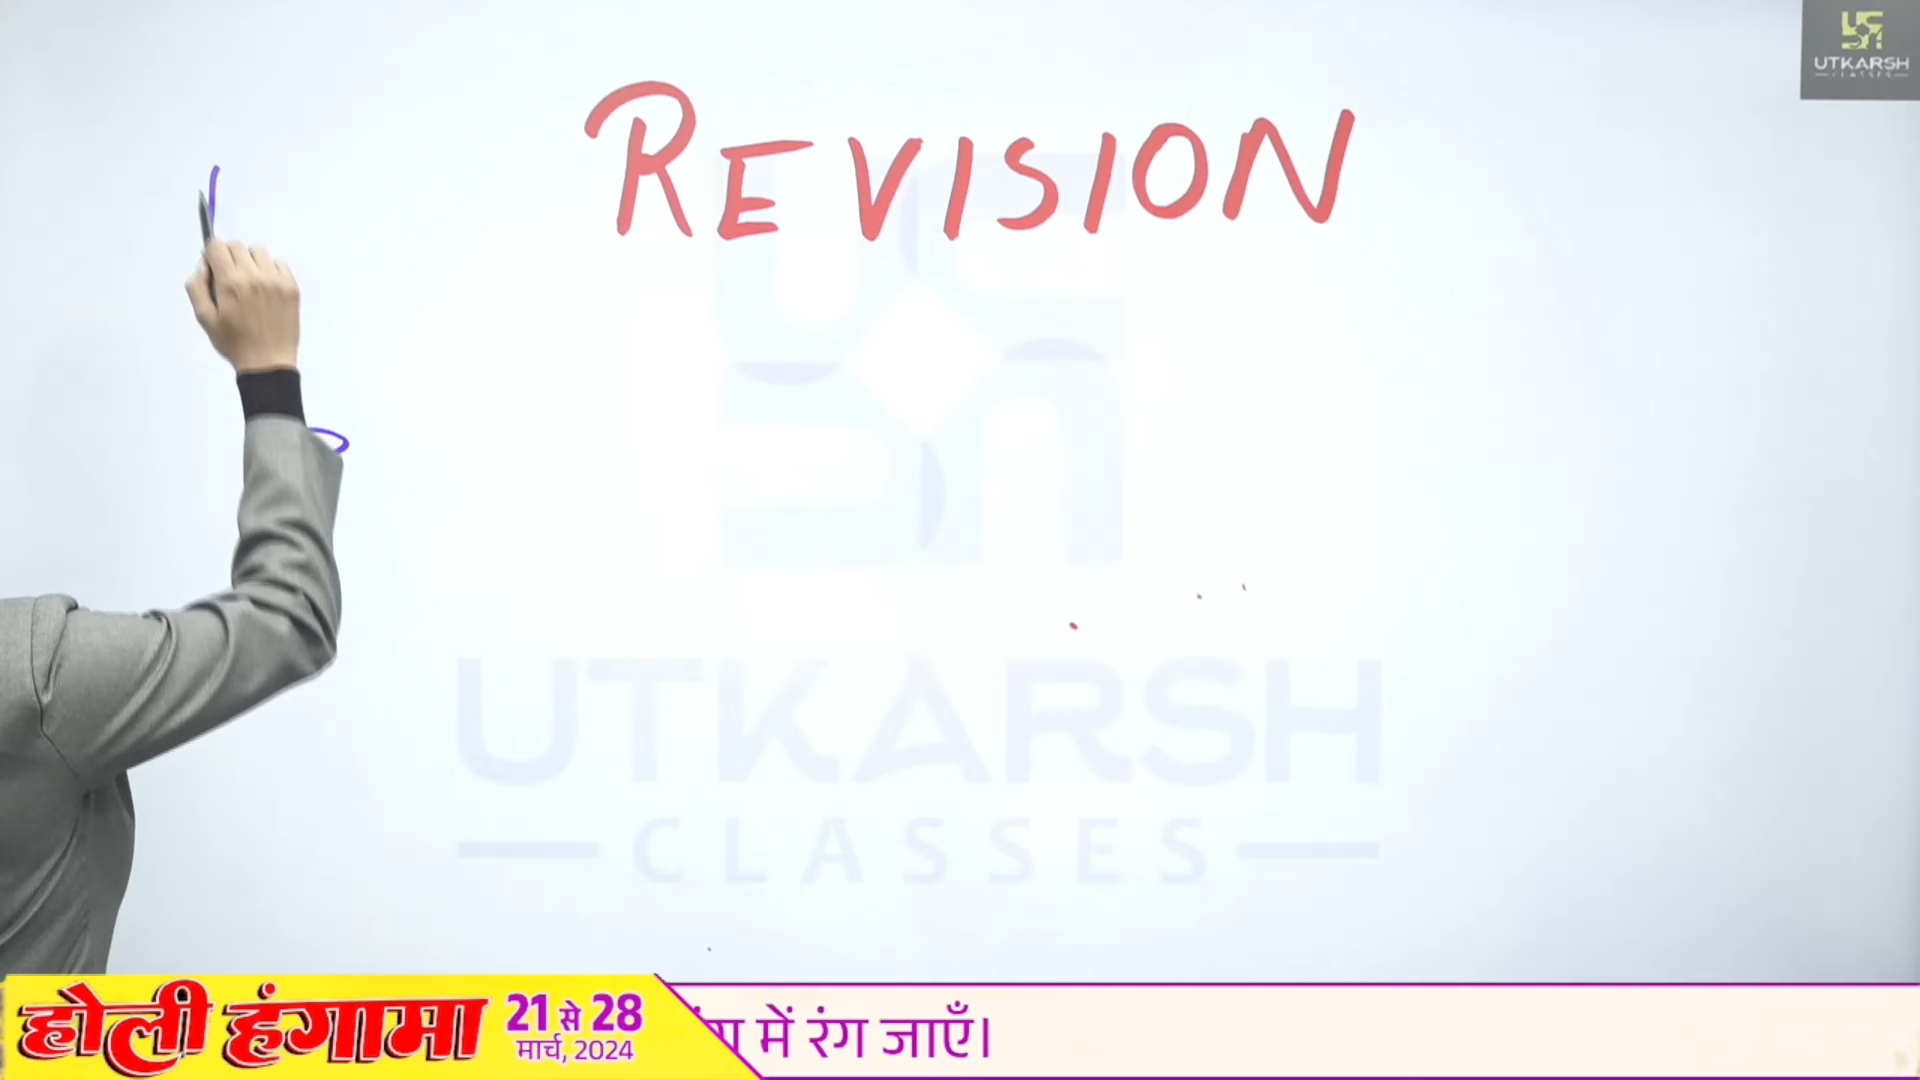 UTKARSH
CLASSES
REVISION
UTKARSH
CLASSES
होली हंगामा
21 से 28
मार्च, 2024
में रंग जाएँ।